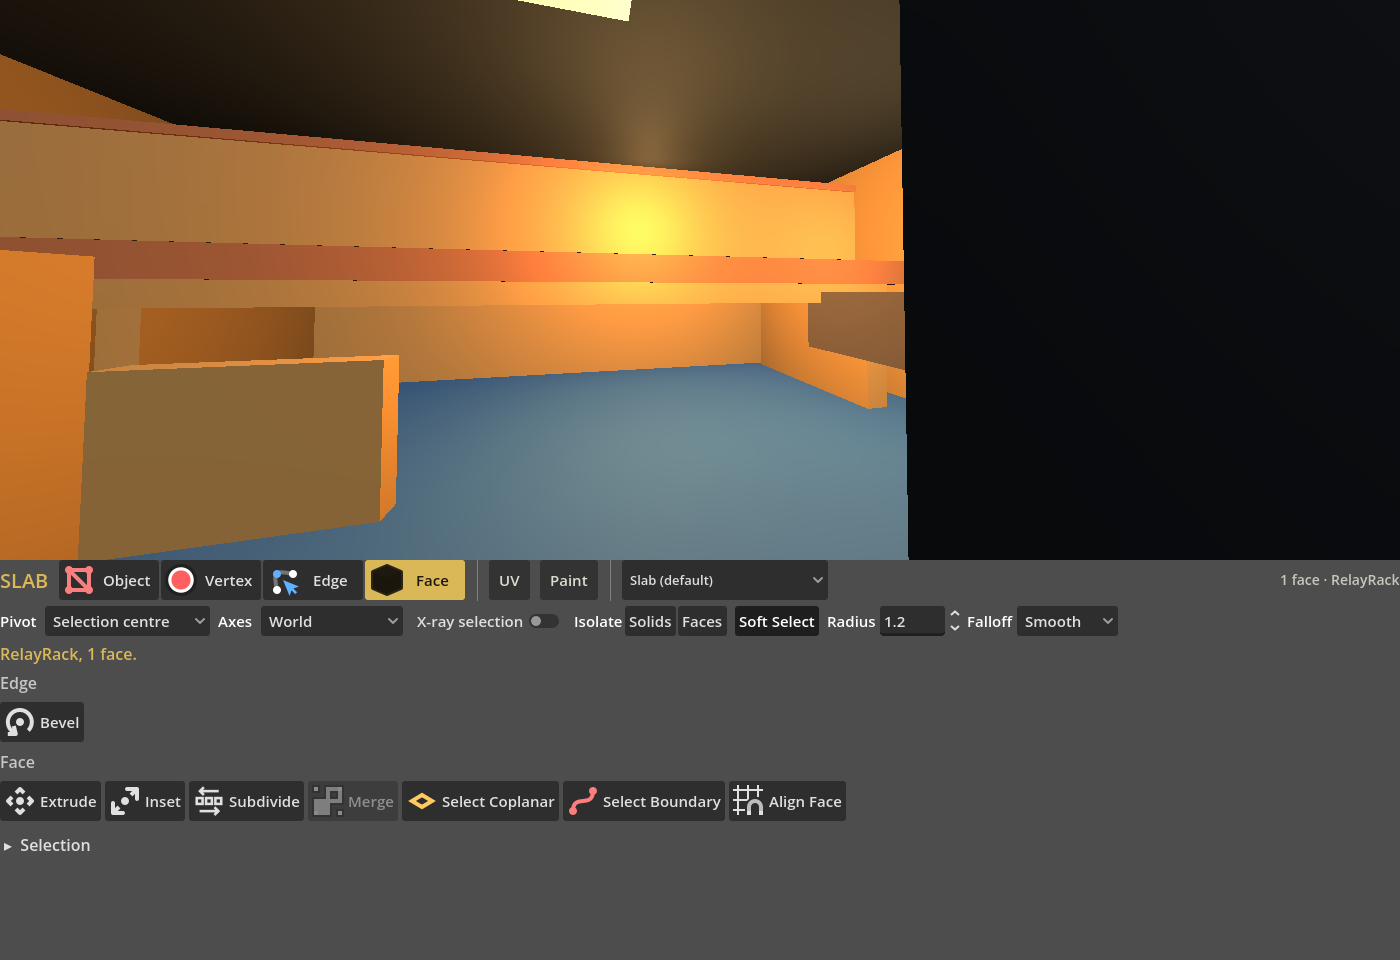 SLAB Object Vertex Edge Face UV Paint Slab (default) 1 face · RelayRack
Pivot Selection centre Axes World X-ray selection Isolate Solids Faces Soft Select Radius 1.2 Falloff Smooth
RelayRack, 1 face.
Edge
Bevel
Face
Extrude Inset Subdivide Merge Select Coplanar Select Boundary Align Face
Selection